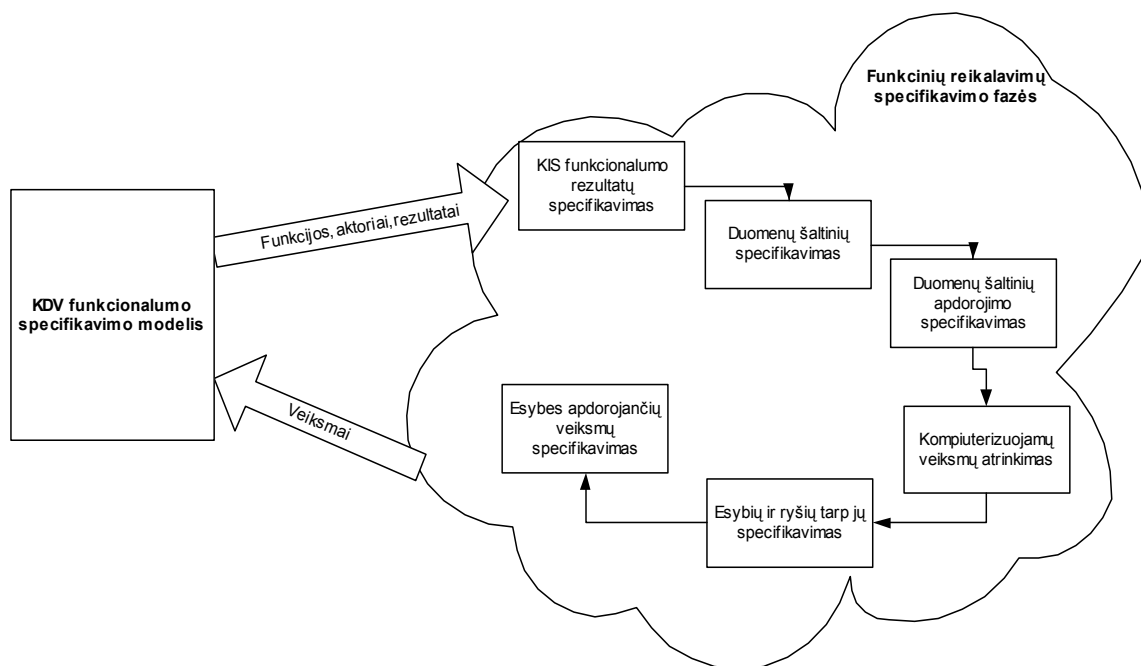 Funkcinių reikalavimų
specifikavimo fazės
KIS funkcionalumo
rezultatų
specifikavimas
Funkcijos, aktoriai, rezultatai
Duomenų šaltinių
specifikavimas
KDV funkcionalumo
specifikavimo modelis
Duomenų šaltinių
apdorojimo
specifikavimas
Veiksmai
Esybes apdorojančių
veiksmų
specifikavimas
Kompiuterizuojamų
veiksmų atrinkimas
Esybių ir ryšių tarp jų
specifikavimas